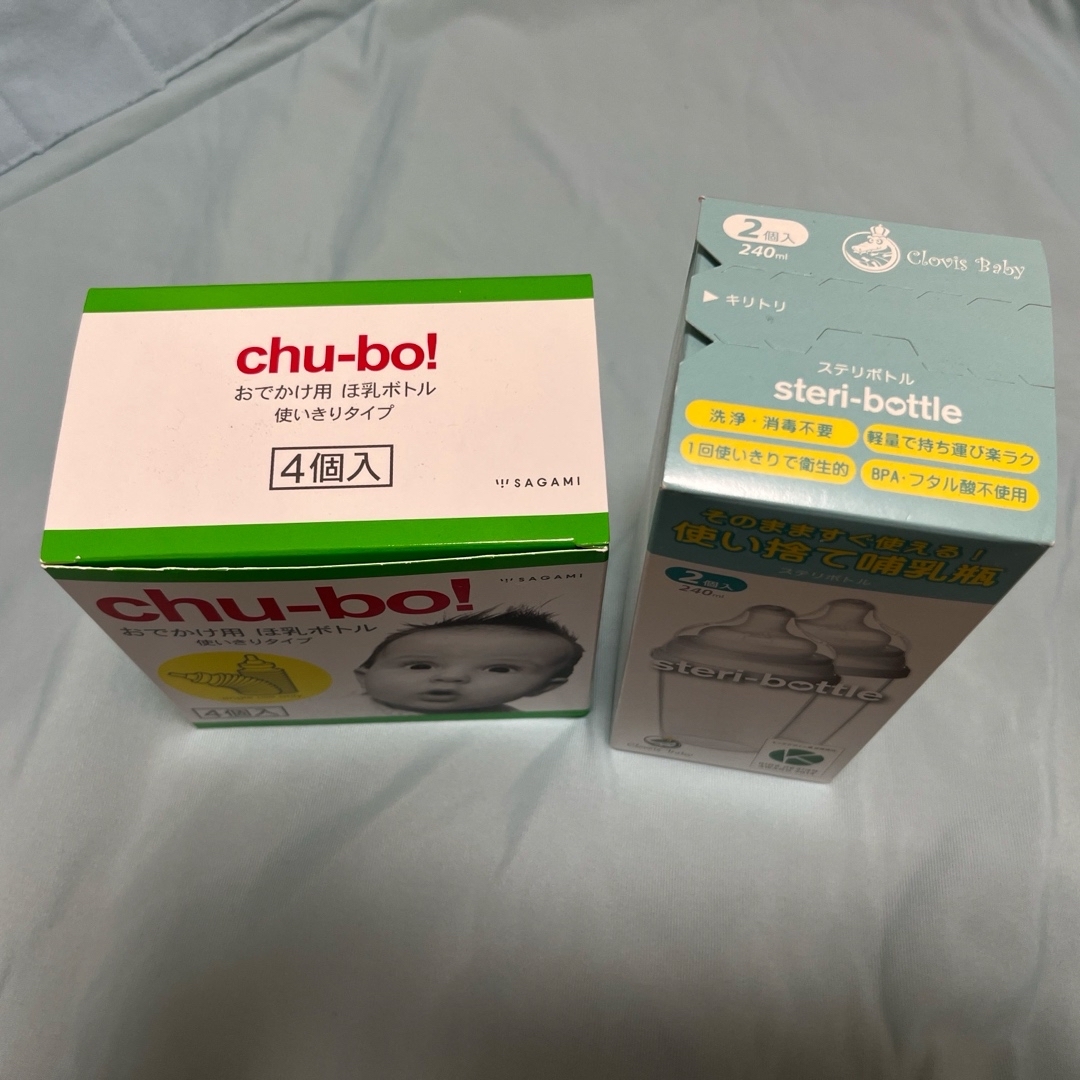 chu-bo!
おでかけ用 ほ乳ボトル
使いきりタイプ
4個入
SAGAMI
chu-bo!
SAGAMI
おでかけ用 ほ乳ボトル
使いきりタイプ
4個入
2個入
240ml
Clovis Baby
▶ キリトリ
ステリボトル
steri-bottle
洗浄・消毒不要
軽量で持ち運び楽ラク
1回使いきりで衛生的
BPA・フタル酸不使用
そのまますぐ使える!
使い捨て哺乳瓶
ステリボトル
2個入
240ml
steri-bottle
Clovis Baby